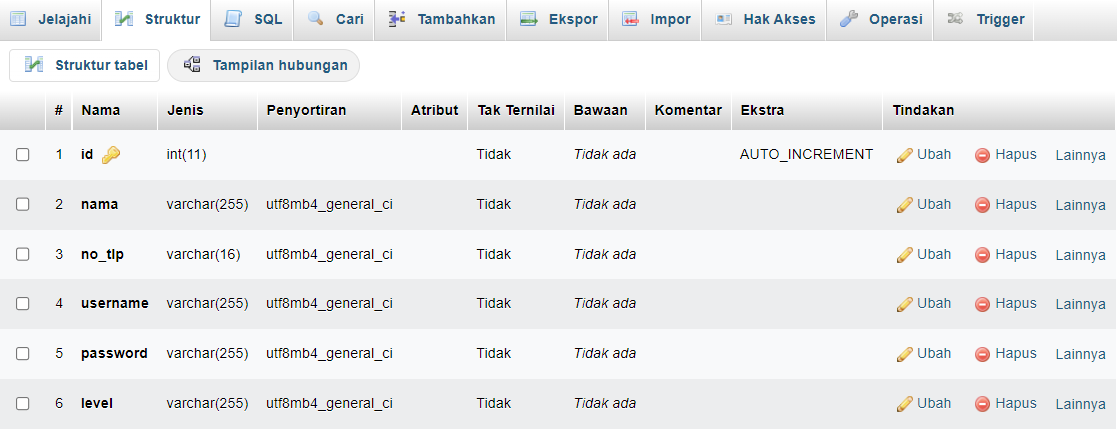 Jelajahi Struktur SQL Cari Tambahkan Ekspor Impor Hak Akses Operasi Trigger
Struktur tabel Tampilan hubungan
# Nama Jenis Penyortiran Atribut Tak Ternilai Bawaan Komentar Ekstra Tindakan
1 id int(11) Tidak Tidak ada AUTO_INCREMENT Ubah Hapus Lainnya
2 nama varchar(255) utf8mb4_general_ci Tidak Tidak ada Ubah Hapus Lainnya
3 no_tlp varchar(16) utf8mb4_general_ci Tidak Tidak ada Ubah Hapus Lainnya
4 username varchar(255) utf8mb4_general_ci Tidak Tidak ada Ubah Hapus Lainnya
5 password varchar(255) utf8mb4_general_ci Tidak Tidak ada Ubah Hapus Lainnya
6 level varchar(255) utf8mb4_general_ci Tidak Tidak ada Ubah Hapus Lainnya